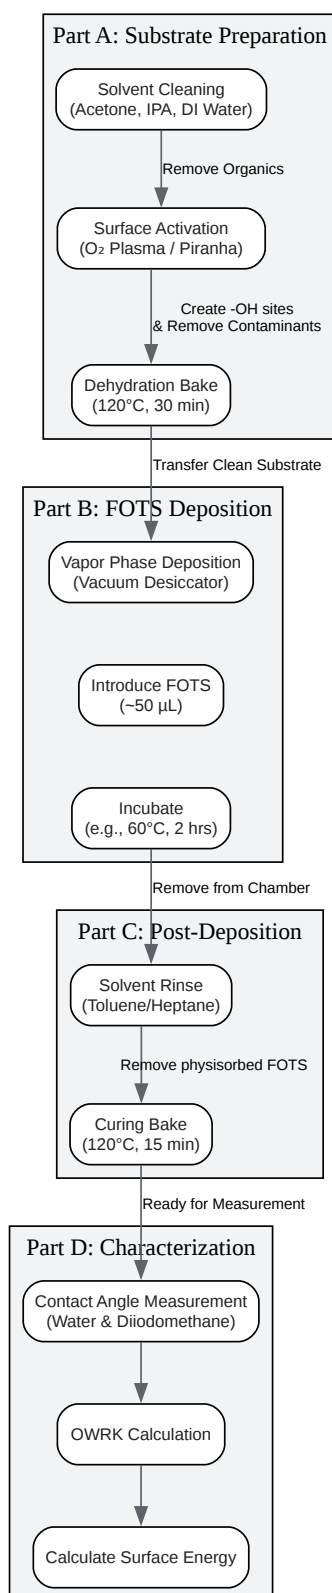 Part A: Substrate Preparation
Solvent Cleaning
(Acetone, IPA, DI Water)
Remove Organics
Surface Activation
(O₂ Plasma / Piranha)
Create -OH sites
& Remove Contaminants
Dehydration Bake
(120°C, 30 min)
Transfer Clean Substrate
Part B: FOTS Deposition
Vapor Phase Deposition
(Vacuum Desiccator)
Introduce FOTS
(~50 µL)
Incubate
(e.g., 60°C, 2 hrs)
Remove from Chamber
Part C: Post-Deposition
Solvent Rinse
(Toluene/Heptane)
Remove physisorbed FOTS
Curing Bake
(120°C, 15 min)
Ready for Measurement
Part D: Characterization
Contact Angle Measurement
(Water & Diiodomethane)
OWRK Calculation
Calculate Surface Energy